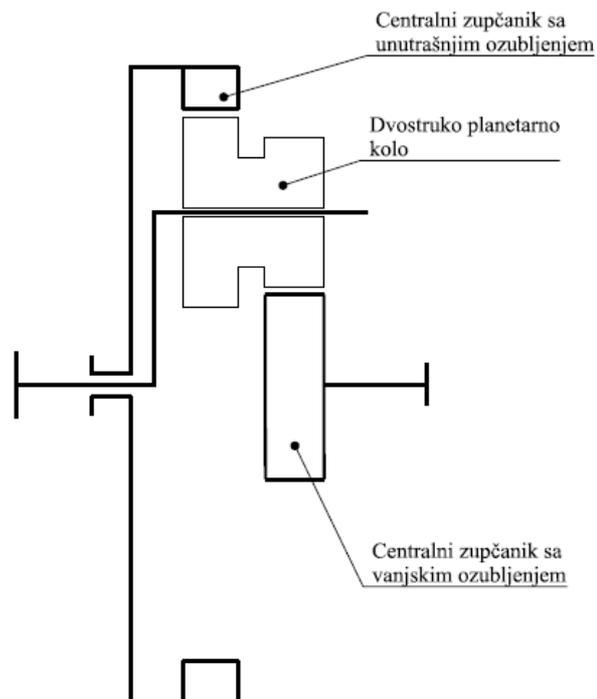 Centralni zupčanik sa
unutrašnjim ozubljenjem
Dvostruko planetarno
kolo
Centralni zupčanik sa
vanjskim ozubljenjem